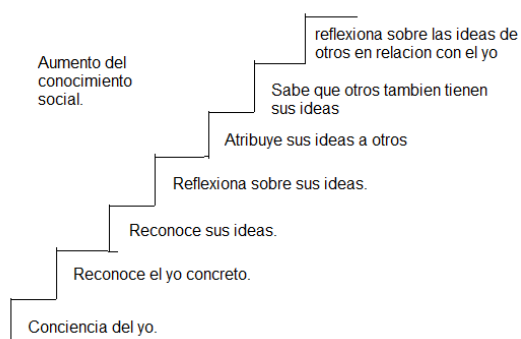 reflexiona sobre las ideas de
otros en relacion con el yo
Aumento del
conocimiento
social.
Sabe que otros tambien tienen
sus ideas
Atribuye sus ideas a otros
Reflexiona sobre sus ideas.
Reconoce sus ideas.
Reconoce el yo concreto.
Conciencia del yo.